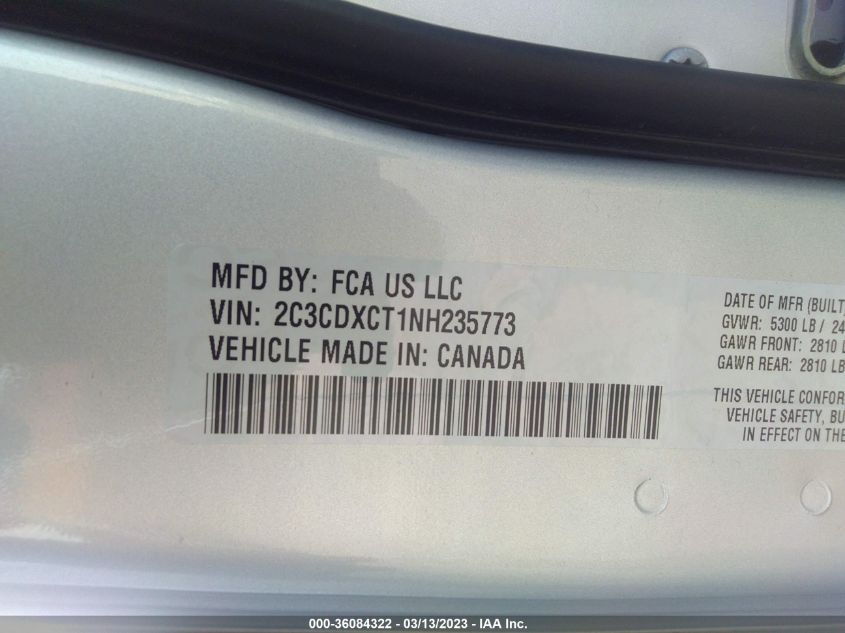 MFD BY: FCA US LLC
VIN: 2C3CDXCT1NH235773
VEHICLE MADE IN: CANADA
DATE OF MFR (BUILT)
GVWR: 5300 LB / 24
GAWR FRONT: 2810 L
GAWR REAR: 2810 LB
THIS VEHICLE CONFOR
VEHICLE SAFETY, BU
IN EFFECT ON THE
000-36084322 — 03/13/2023 — IAA Inc.